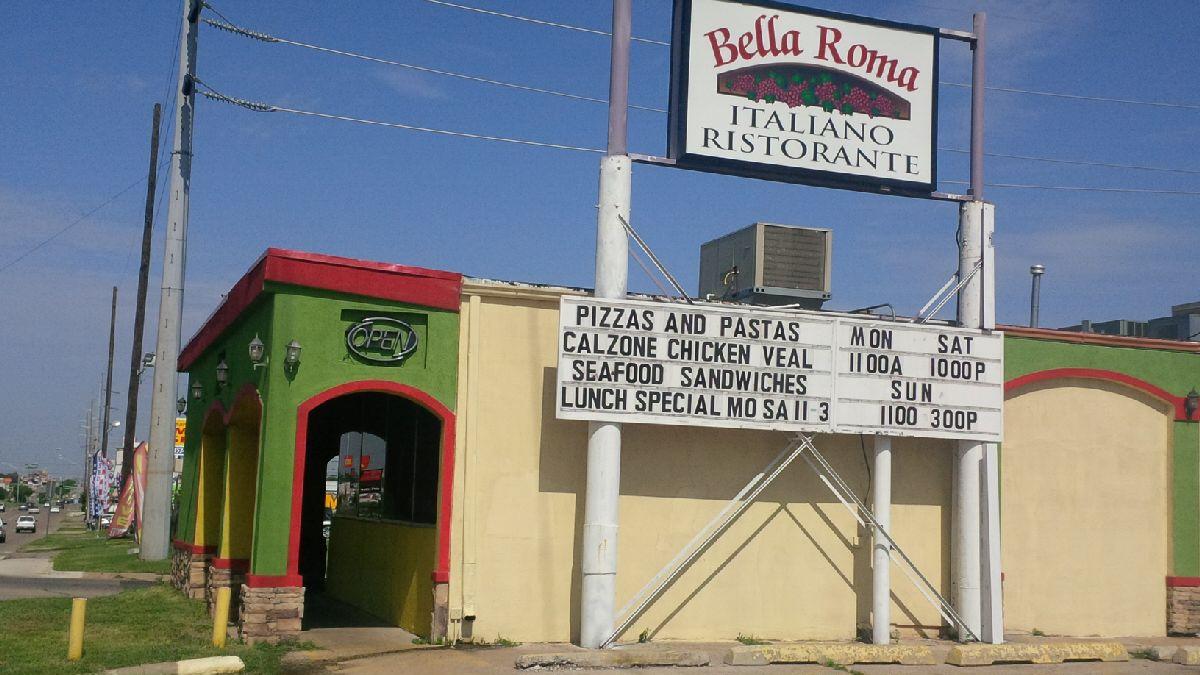 Bella Roma
ITALIANO
RISTORANTE
OPEN
PIZZAS AND PASTAS
CALZONE CHICKEN VEAL
SEAFOOD SANDWICHES
LUNCH SPECIAL MO SA 11-3
MON SAT
1100A 1000P
SUN
1100 300P